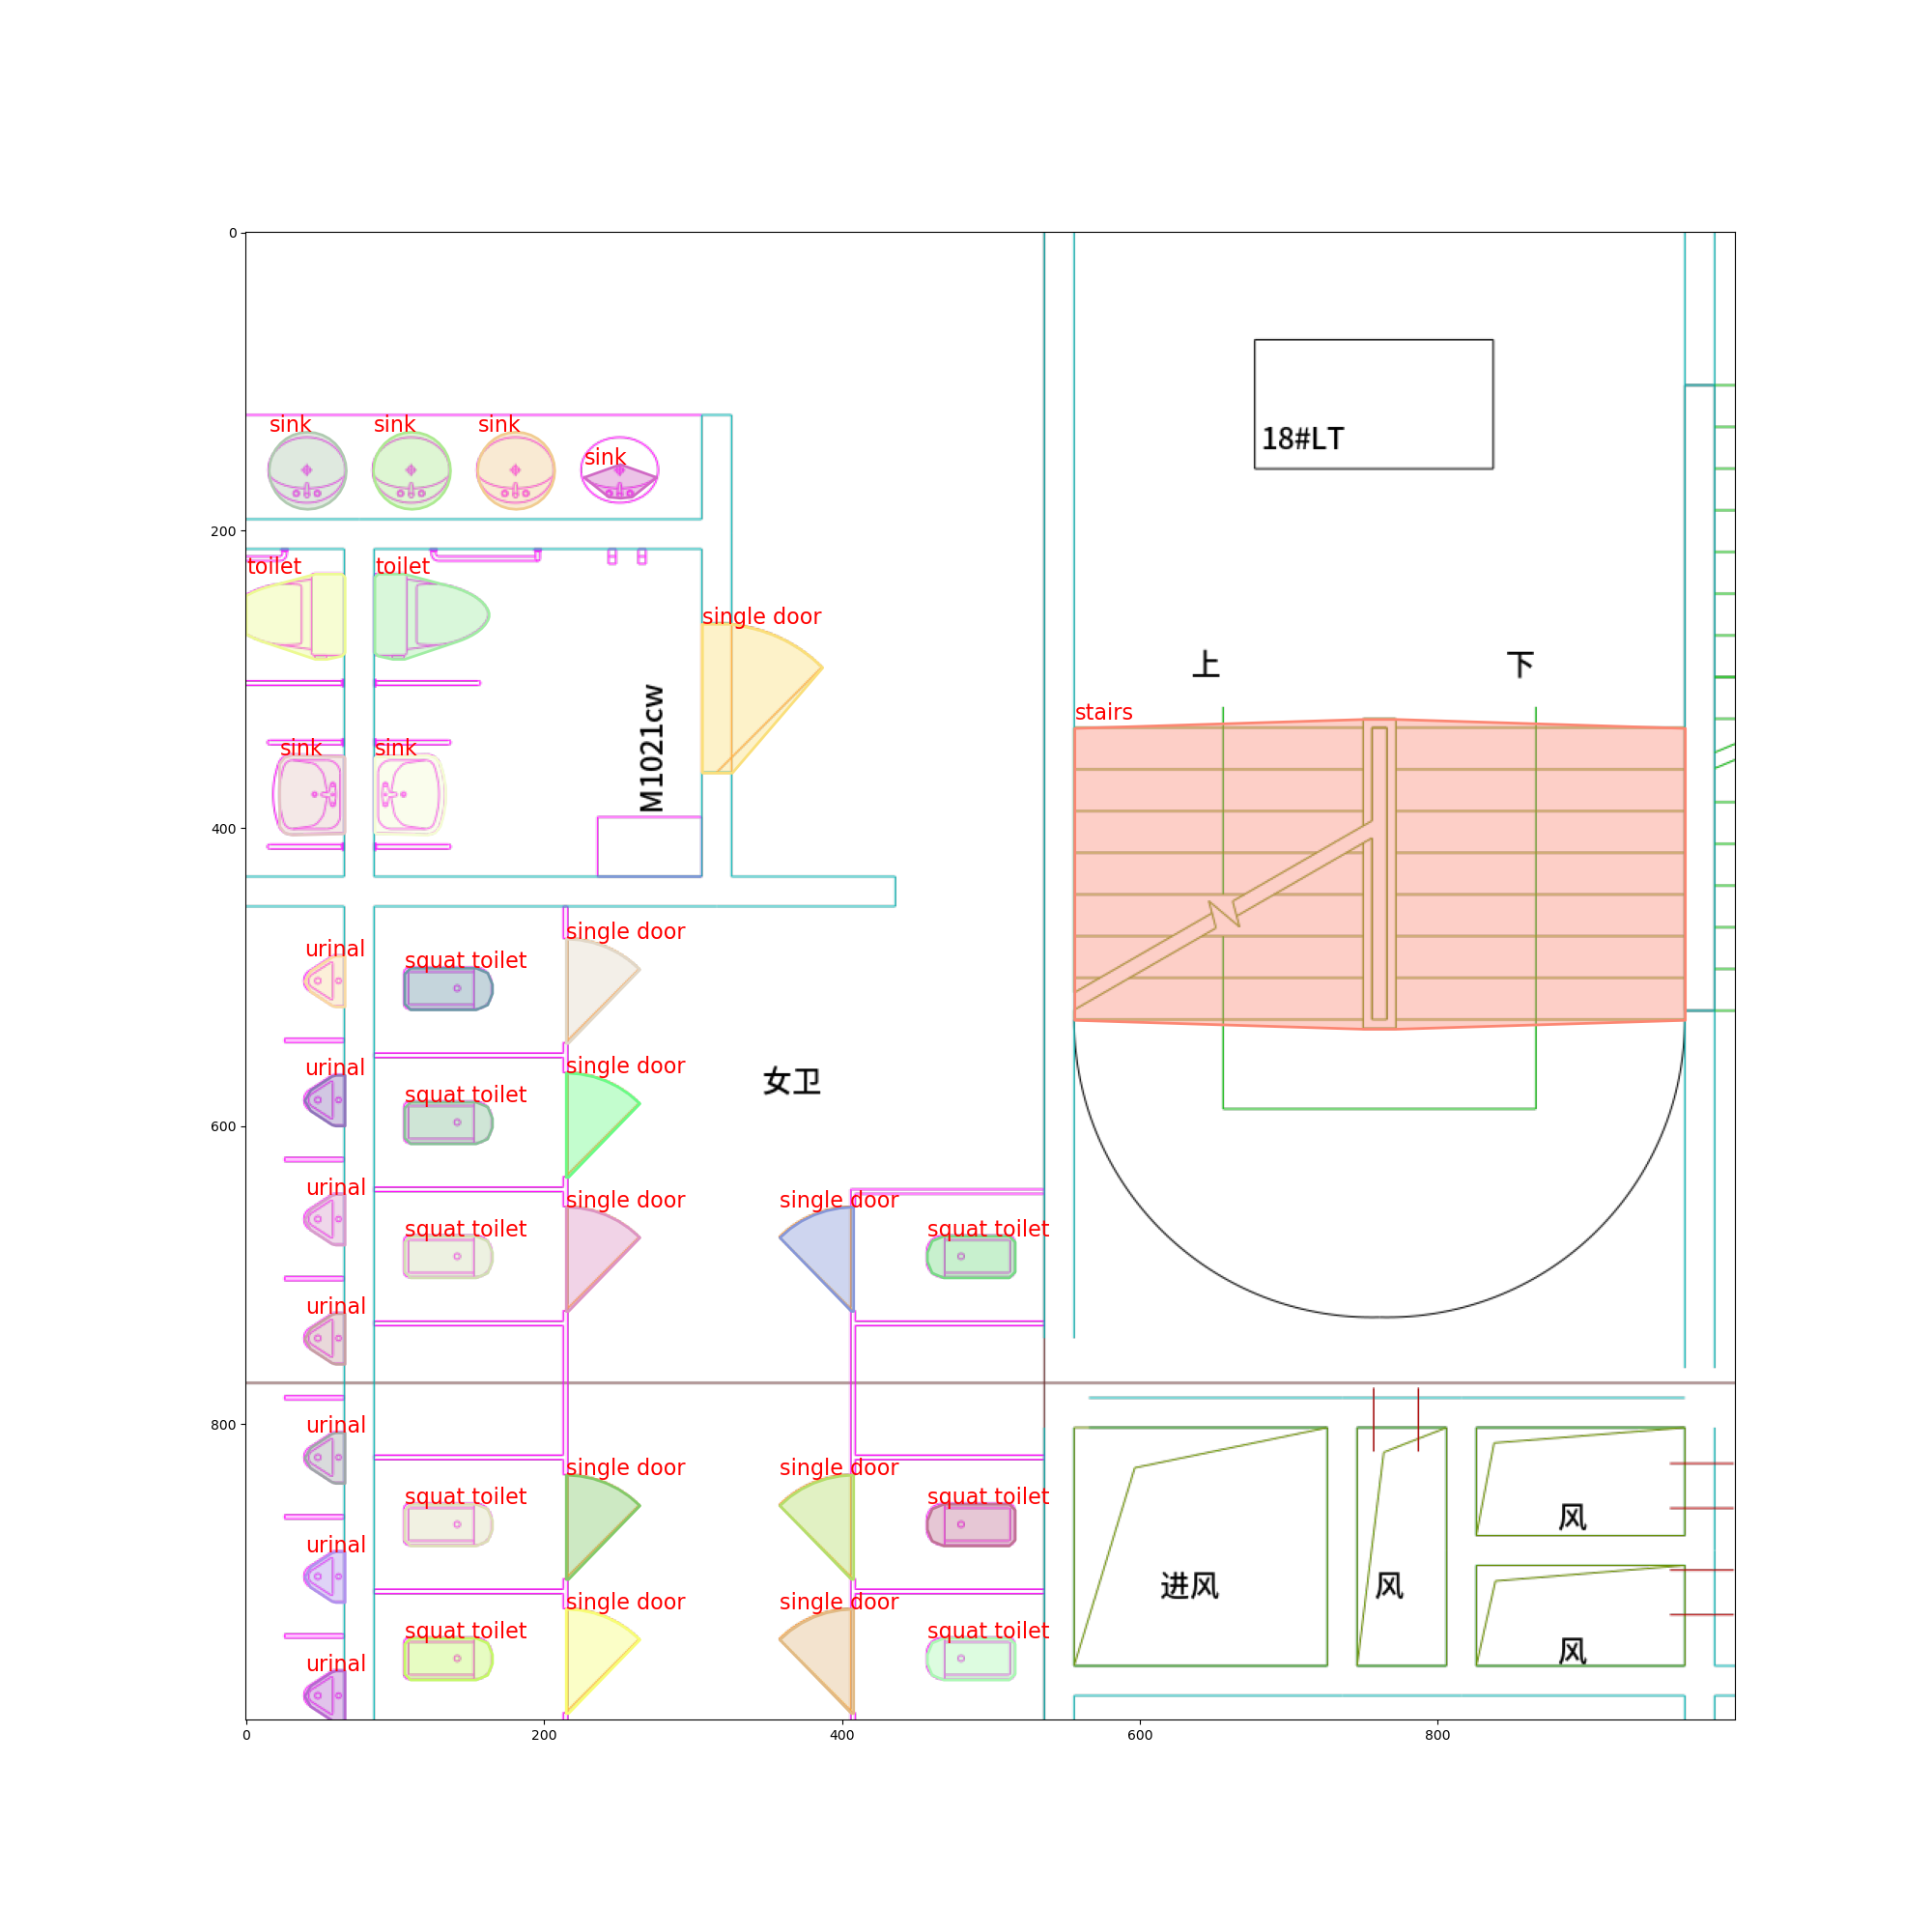 0
sink sink sink
sink
18#LT
200
toilet toilet
single door
上 下
M1021cw
stairs
sink sink
400
single door
urinal
squat toilet
single door
urinal
女卫
squat toilet
600
urinal
single door single door
squat toilet squat toilet
urinal
800
urinal
single door single door
squat toilet squat toilet
风
urinal
进风 风
single door single door
squat toilet squat toilet
风
urinal
0 200 400 600 800